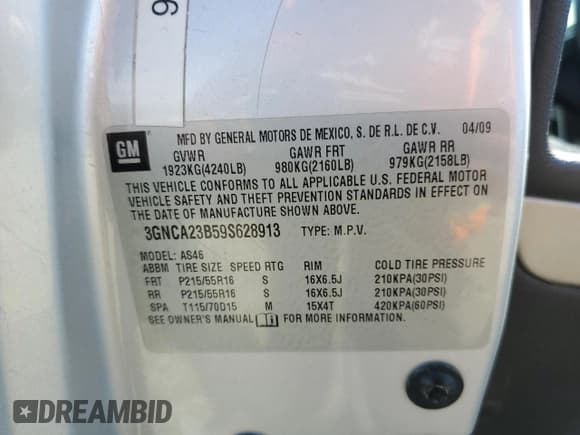 9
GM
MFD BY GENERAL MOTORS DE MEXICO, S. DE R.L. DE C.V. 04/09
GVWR GAWR FRT GAWR RR
1923KG(4240LB) 980KG(2160LB) 979KG(2158LB)
THIS VEHICLE CONFORMS TO ALL APPLICABLE U.S. FEDERAL MOTOR
VEHICLE SAFETY AND THEFT PREVENTION STANDARDS IN EFFECT ON
THE DATE OF MANUFACTURE SHOWN ABOVE.
3GNCA23B59S628913 TYPE: M.P.V.
MODEL: AS46
ABBM TIRE SIZE SPEED RTG RIM COLD TIRE PRESSURE
FRT P215/55R16 S 16X6.5J 210KPA(30PSI)
RR P215/55R16 S 16X6.5J 210KPA(30PSI)
SPA T115/70D15 M 15X4T 420KPA(60PSI)
SEE OWNER'S MANUAL FOR MORE INFORMATION.
DREAMBID